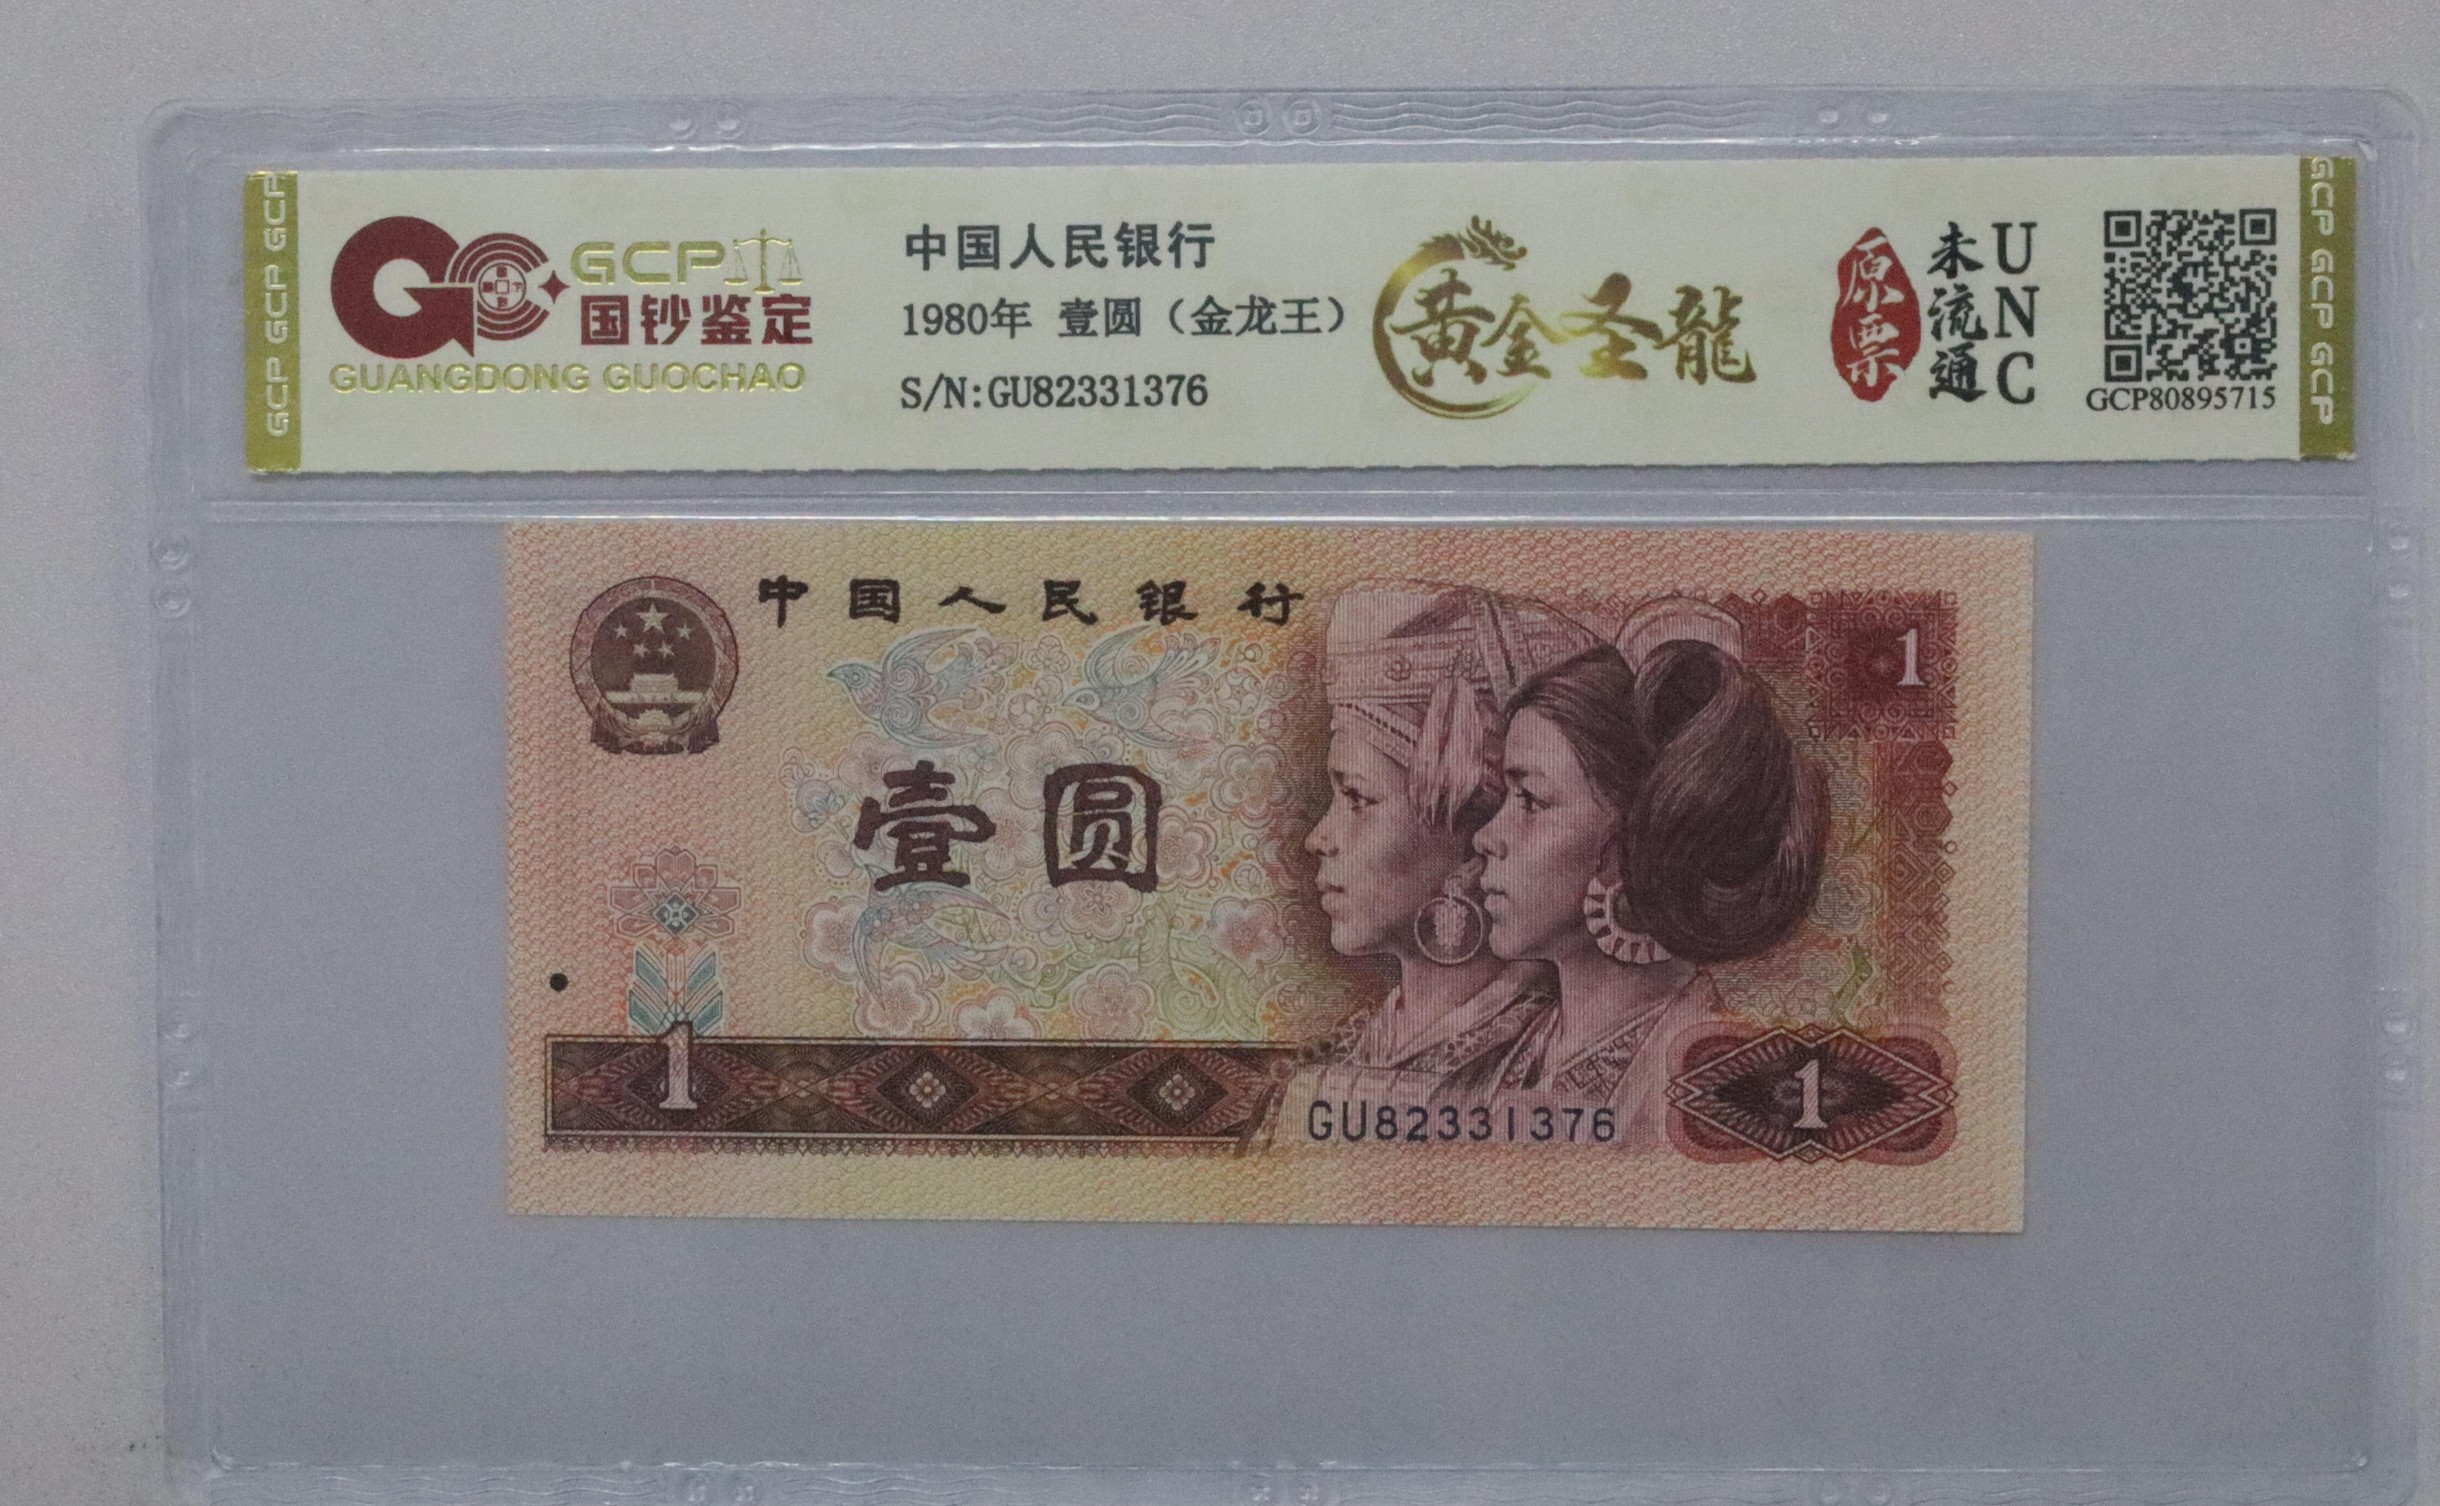 GCP GCP GCP
GCP
国钞鉴定
GUANGDONG GUOCHAO
中国人民银行
1980年 壹圆（金龙王）
S/N:GU82331376
黄金圣龍
原票
未流通
UNC
GCP80895715
GCP GCP GCP
中国人民银行
1
壹圆
1
GU82331376
1